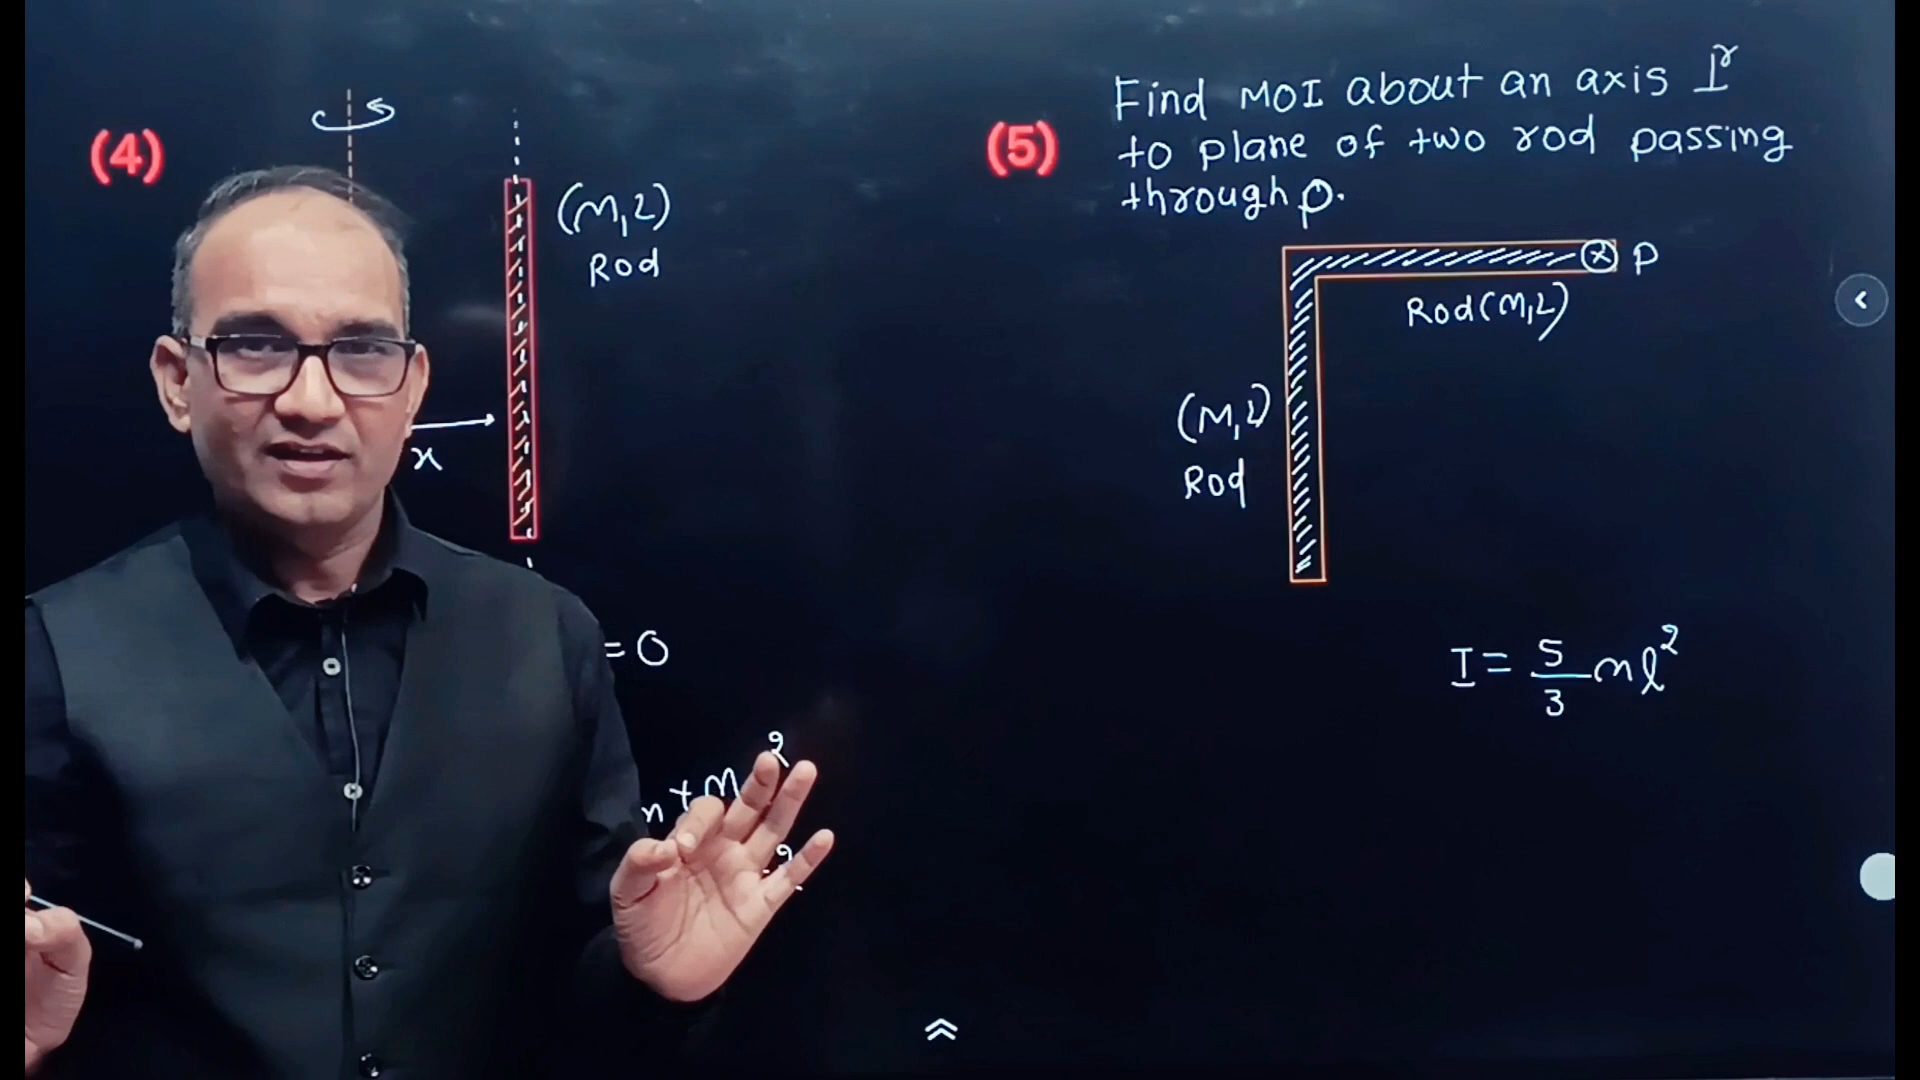 (4)
(M,L)
Rod
x
= 0
(5)
Find MOI about an axis ⊥r
to plane of two rod passing
through P.
P
Rod(M,L)
(M,L)
Rod
I = 5/3 ml²